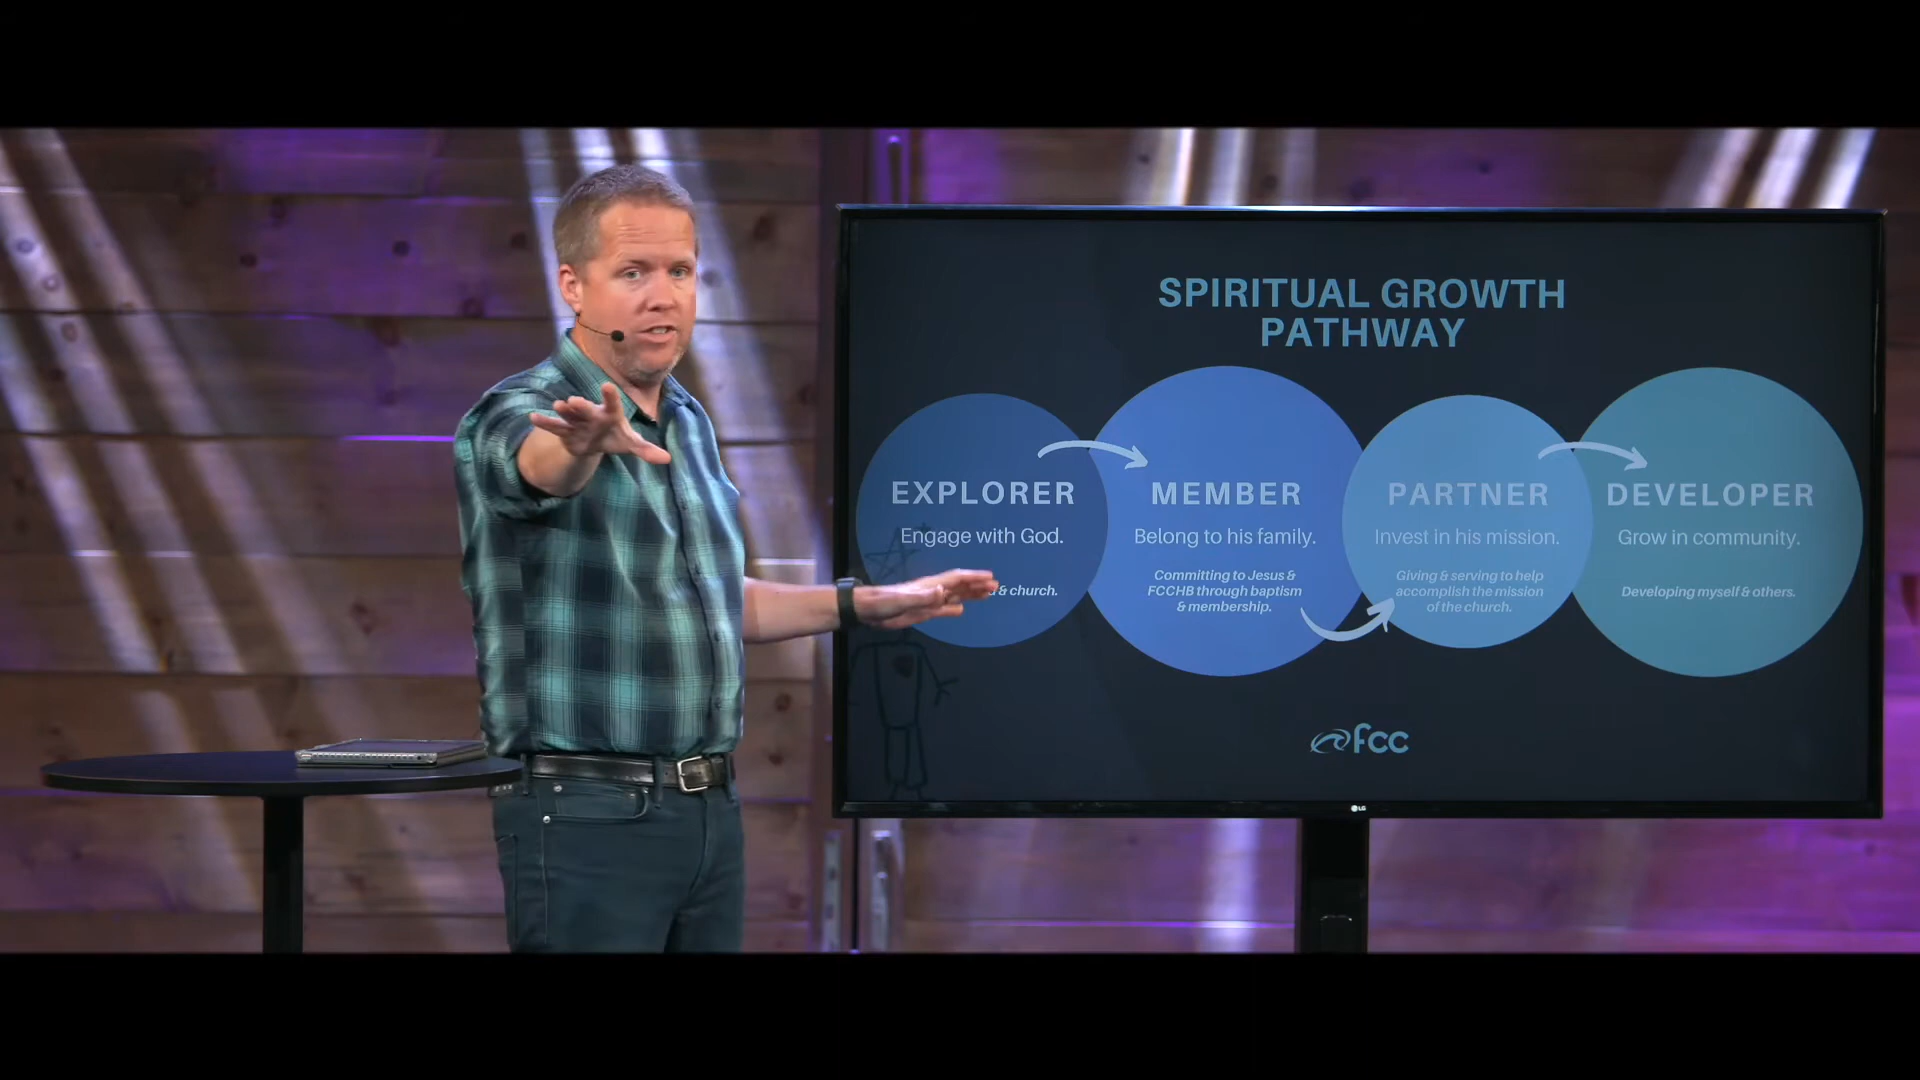 SPIRITUAL GROWTH
PATHWAY
EXPLORER
Engage with God.
& church.
MEMBER
Belong to his family.
Committing to Jesus &
FCCHB through baptism
& membership.
PARTNER
Invest in his mission.
Giving & serving to help
accomplish the mission
of the church.
DEVELOPER
Grow in community.
Developing myself & others.
fcc
LG